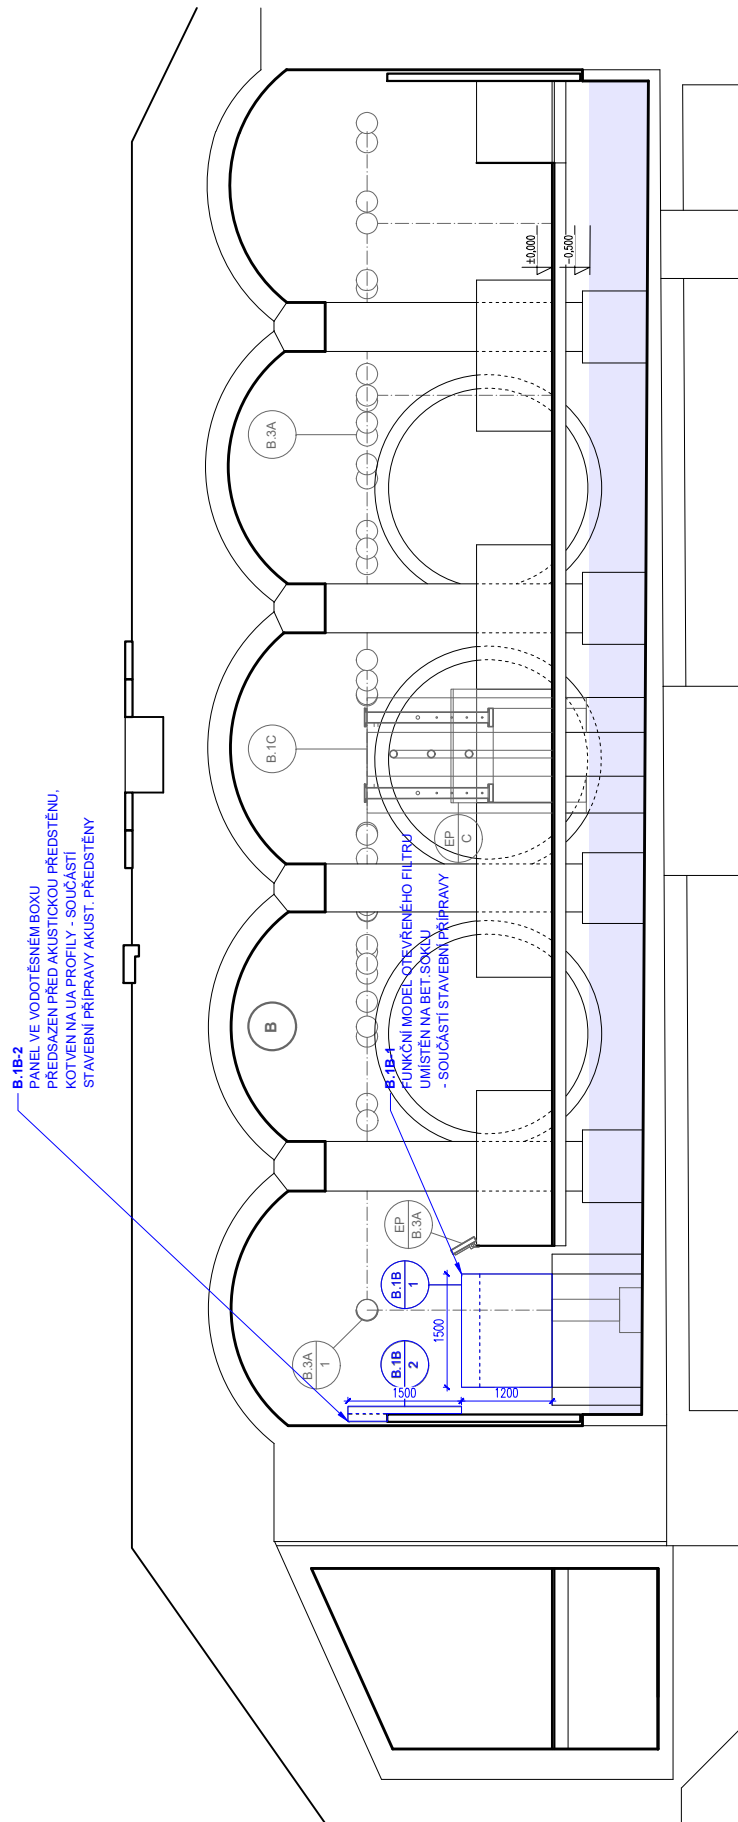 B.1B-2
PANEL VE VODOTĚSNÉM BOXU
PŘEDSAZEN PŘED AKUSTICKOU PŘEDSTĚNU,
KOTVEN NA UA PROFILY - SOUČÁSTÍ
STAVEBNÍ PŘÍPRAVY AKUST. PŘEDSTĚNY
B.1B-1
FUNKČNÍ MODEL OTEVŘENÉHO FILTRU
UMÍSTĚN NA BET.SOKLU
- SOUČÁSTÍ STAVEBNÍ PŘÍPRAVY
B.3A
1
B.1B
2
B.1B
1
EP
B.3A
B
EP
C
B.1C
B.3A
±0,000
-0,500
1500
1500
1200